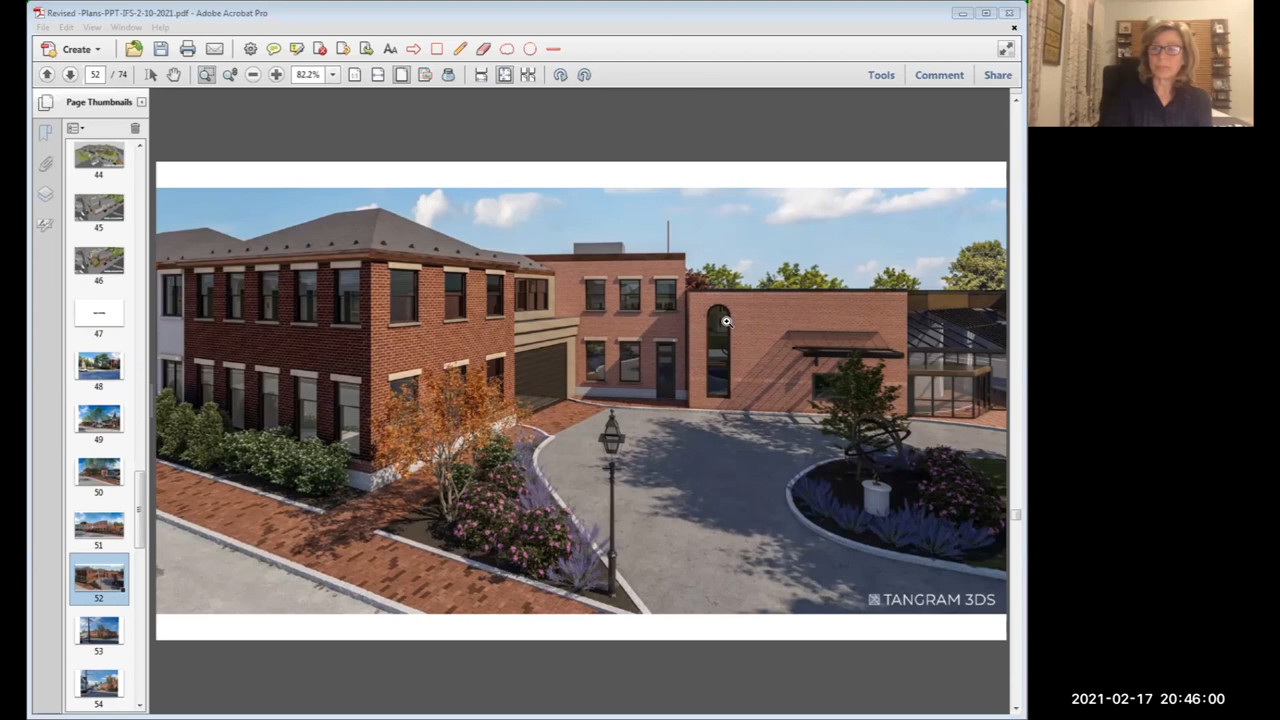 Revised -Plans-PPT-IFS-2-10-2021.pdf - Adobe Acrobat Pro
File Edit View Window Help
Create
52 / 74 82.2% Tools Comment Share
Page Thumbnails
44
45
46
47
48
49
50
51
52
53
54
TANGRAM 3DS
2021-02-17 20:46:00